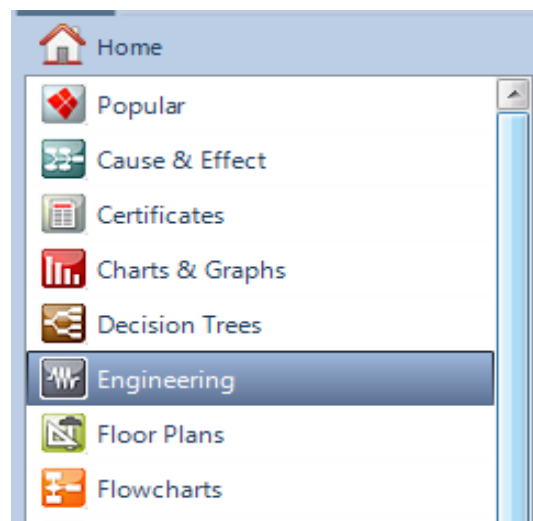 Home
Popular
Cause & Effect
Certificates
Charts & Graphs
Decision Trees
Engineering
Floor Plans
Flowcharts